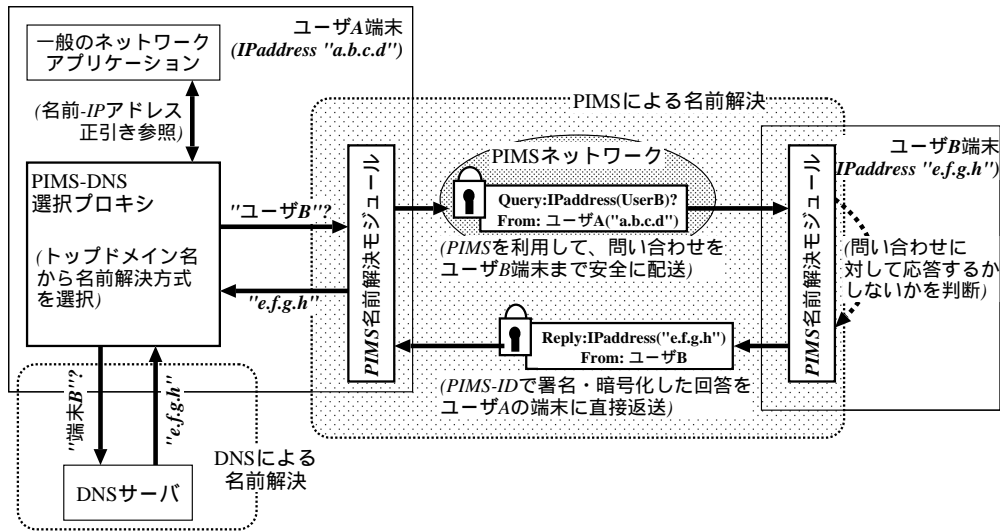 ユーザA端末
(IPaddress "a.b.c.d")
一般のネットワーク
アプリケーション
(名前-IPアドレス
正引き参照)
PIMS-DNS
選択プロキシ
(トップドメイン名
から名前解決方式
を選択)
"ユーザB"?
"e.f.g.h"
PIMS名前解決モジュール
PIMSによる名前解決
PIMSネットワーク
Query:IPaddress(UserB)?
From: ユーザA("a.b.c.d")
(PIMSを利用して、問い合わせを
ユーザB端末まで安全に配送)
Reply:IPaddress("e.f.g.h")
From: ユーザB
(PIMS-IDで署名・暗号化した回答を
ユーザAの端末に直接返送)
ユーザB端末
IPaddress "e.f.g.h")
PIMS名前解決モジュール
(問い合わせに
対して応答するか
しないかを判断)
"端末B"?
"e.f.g.h"
DNSによる
名前解決
DNSサーバ